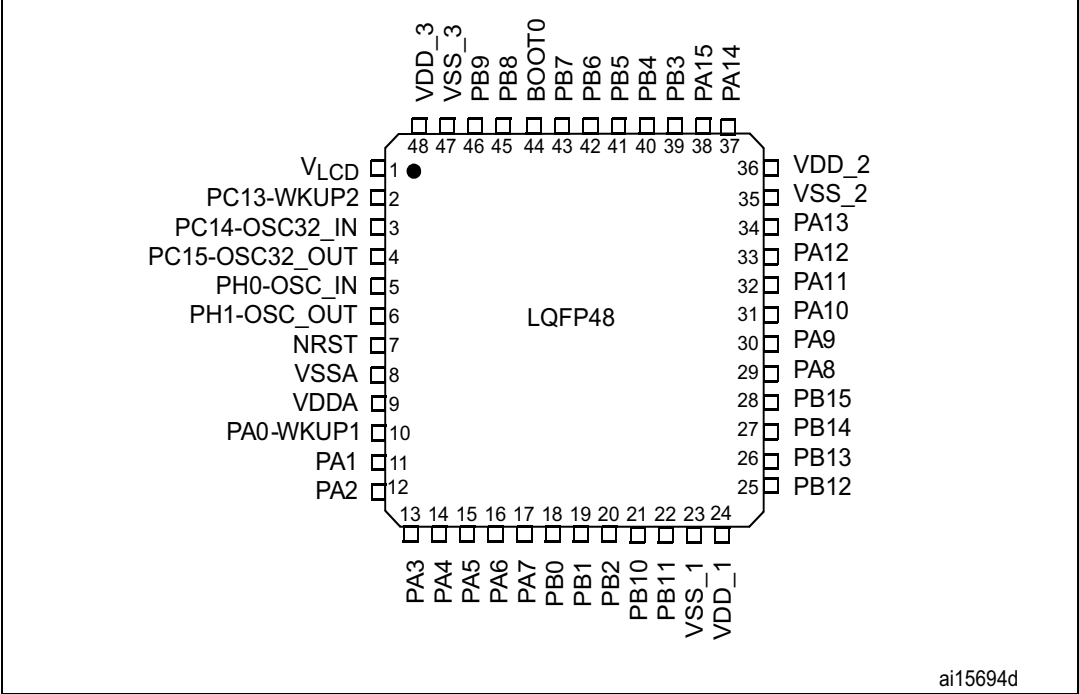 VDD_3
VSS_3
PB9
PB8
BOOT0
PB7
PB6
PB5
PB4
PB3
PA15
PA14
48 47 46 45 44 43 42 41 40 39 38 37
VLCD 1
PC13-WKUP2 2
PC14-OSC32_IN 3
PC15-OSC32_OUT 4
PH0-OSC_IN 5
PH1-OSC_OUT 6
NRST 7
VSSA 8
VDDA 9
PA0-WKUP1 10
PA1 11
PA2 12
LQFP48
36 VDD_2
35 VSS_2
34 PA13
33 PA12
32 PA11
31 PA10
30 PA9
29 PA8
28 PB15
27 PB14
26 PB13
25 PB12
13 14 15 16 17 18 19 20 21 22 23 24
PA3
PA4
PA5
PA6
PA7
PB0
PB1
PB2
PB10
PB11
VSS_1
VDD_1
ai15694d